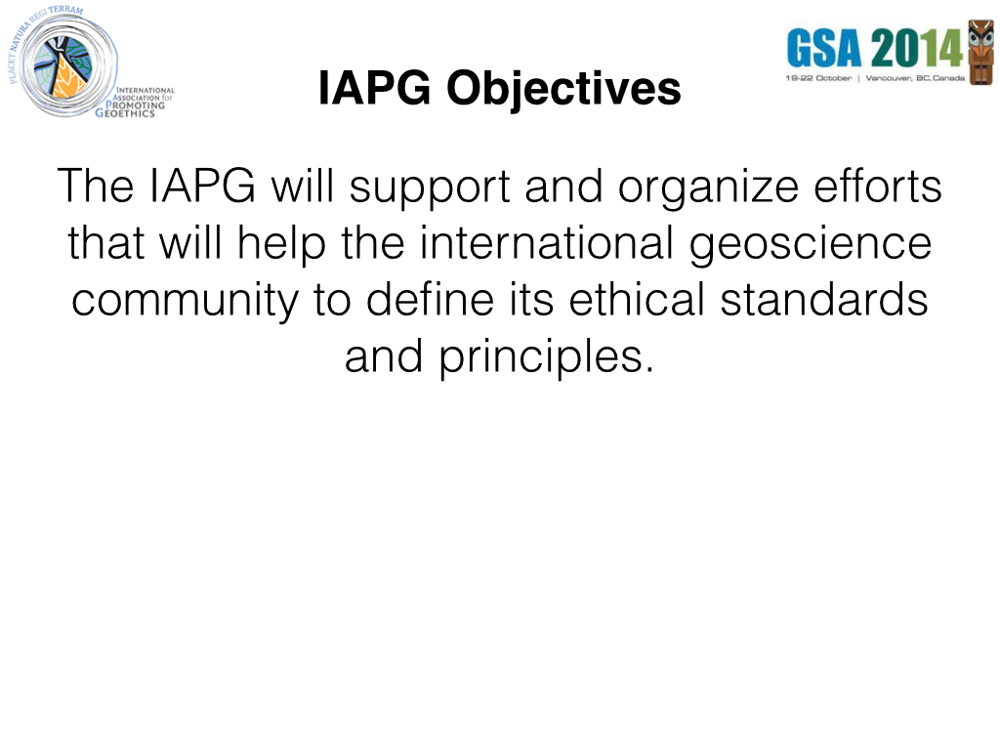 PLACET NATURA REGI TERRAM
INTERNATIONAL
ASSOCIATION for
PROMOTING
GEOETHICS
GSA 2014
19-22 October | Vancouver, BC, Canada
IAPG Objectives
The IAPG will support and organize efforts
that will help the international geoscience
community to define its ethical standards
and principles.